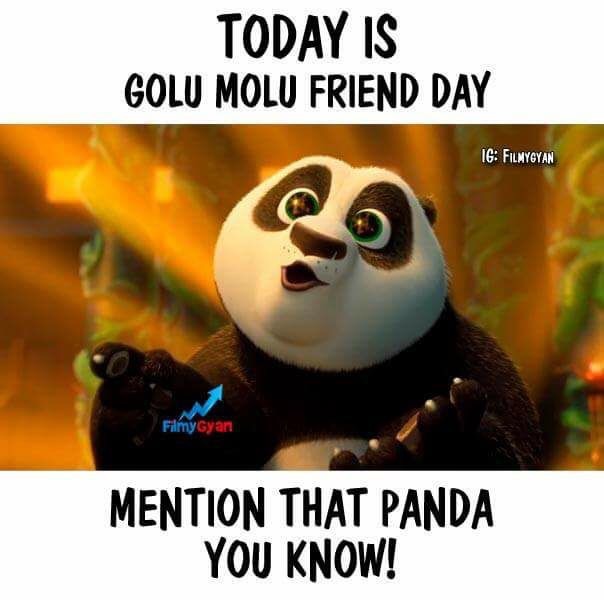 TODAY IS
GOLU MOLU FRIEND DAY
IG: FILMYGYAN
FilmyGyan
MENTION THAT PANDA
YOU KNOW!